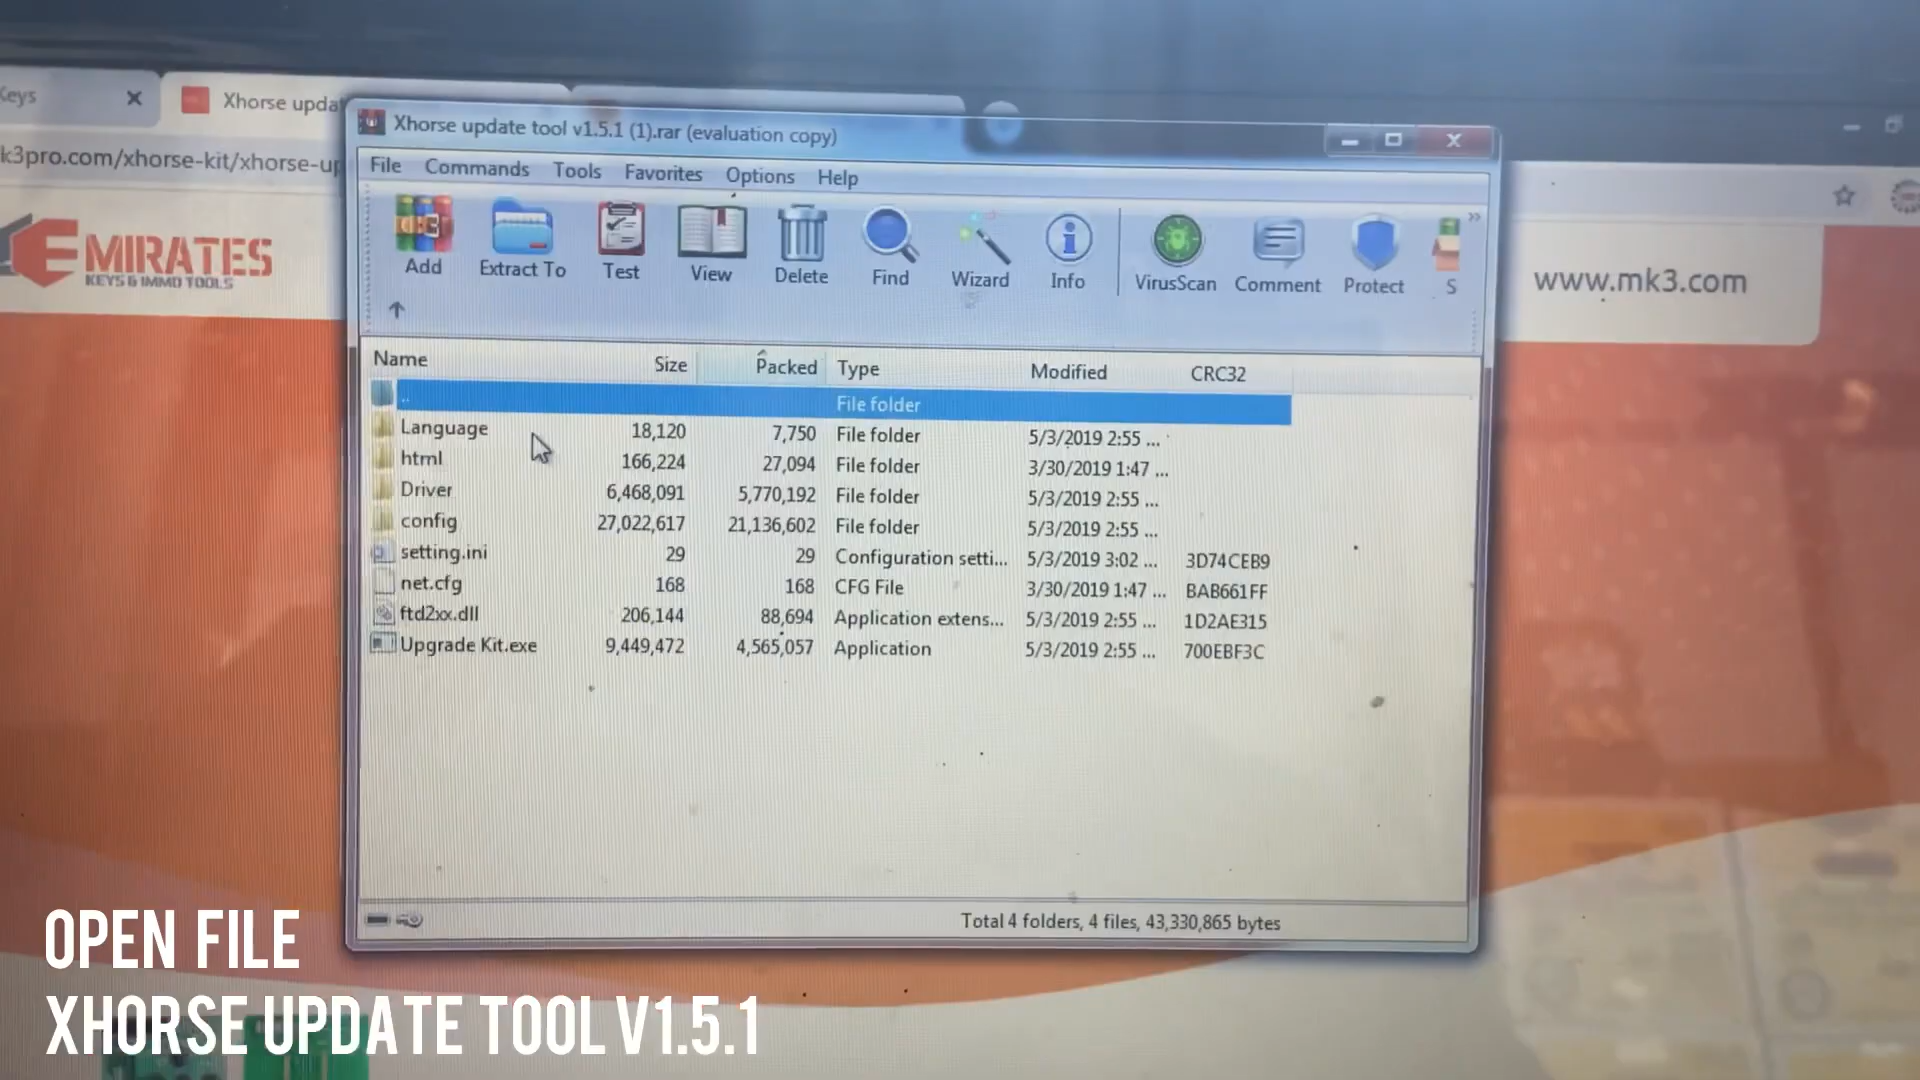 Keys
Xhorse upda
k3pro.com/xhorse-kit/xhorse-up
EMIRATES
KEYS & IMMO TOOLS
www.mk3.com
Xhorse update tool v1.5.1 (1).rar (evaluation copy)
File Commands Tools Favorites Options Help
Add Extract To Test View Delete Find Wizard Info VirusScan Comment Protect S
Name Size Packed Type Modified CRC32
.. File folder
Language 18,120 7,750 File folder 5/3/2019 2:55 ...
html 166,224 27,094 File folder 3/30/2019 1:47 ...
Driver 6,468,091 5,770,192 File folder 5/3/2019 2:55 ...
config 27,022,617 21,136,602 File folder 5/3/2019 2:55 ...
setting.ini 29 29 Configuration setti... 5/3/2019 3:02 ... 3D74CEB9
net.cfg 168 168 CFG File 3/30/2019 1:47 ... BAB661FF
ftd2xx.dll 206,144 88,694 Application extens... 5/3/2019 2:55 ... 1D2AE315
Upgrade Kit.exe 9,449,472 4,565,057 Application 5/3/2019 2:55 ... 700EBF3C
Total 4 folders, 4 files, 43,330,865 bytes
OPEN FILE
XHORSE UPDATE TOOL V1.5.1